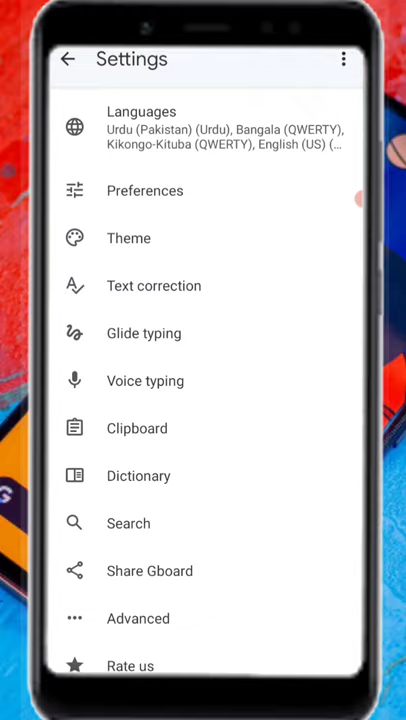 Settings
Languages
Urdu (Pakistan) (Urdu), Bangala (QWERTY),
Kikongo-Kituba (QWERTY), English (US) (...
Preferences
Theme
Text correction
Glide typing
Voice typing
Clipboard
Dictionary
Search
Share Gboard
Advanced
Rate us
G